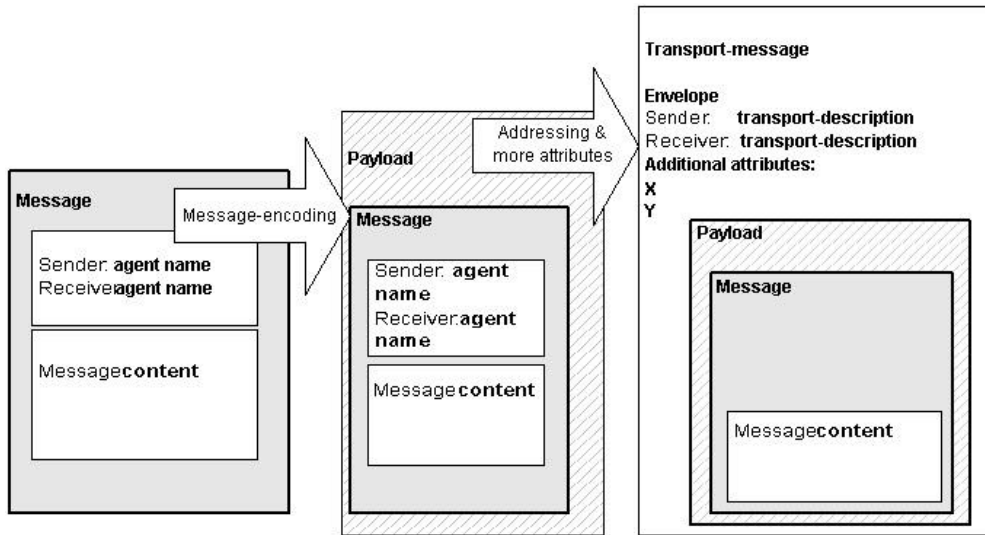 Message
Sender: agent name
Receive:agent name
Message content
Message-encoding
Payload
Message
Sender: agent
name
Receiver:agent
name
Message content
Addressing &
more attributes
Transport-message
Envelope
Sender: transport-description
Receiver: transport-description
Additional attributes:
X
Y
Payload
Message
Message content